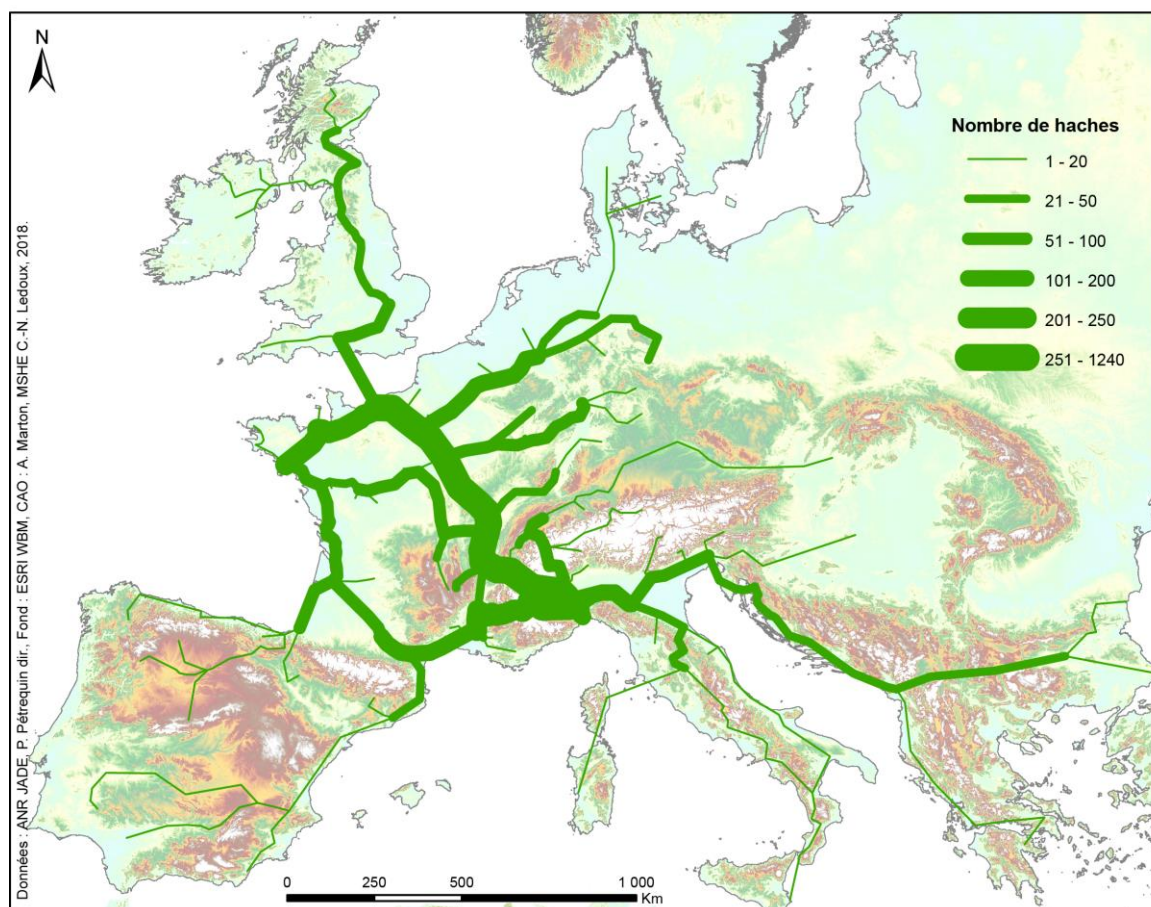 N
Nombre de haches
1 - 20
21 - 50
51 - 100
101 - 200
201 - 250
251 - 1240
Données : ANR JADE, P. Pétrequin dir., Fond : ESRI WBM, CAO : A. Marton, MSHE C.-N. Ledoux, 2018.
0 250 500 1 000
Km